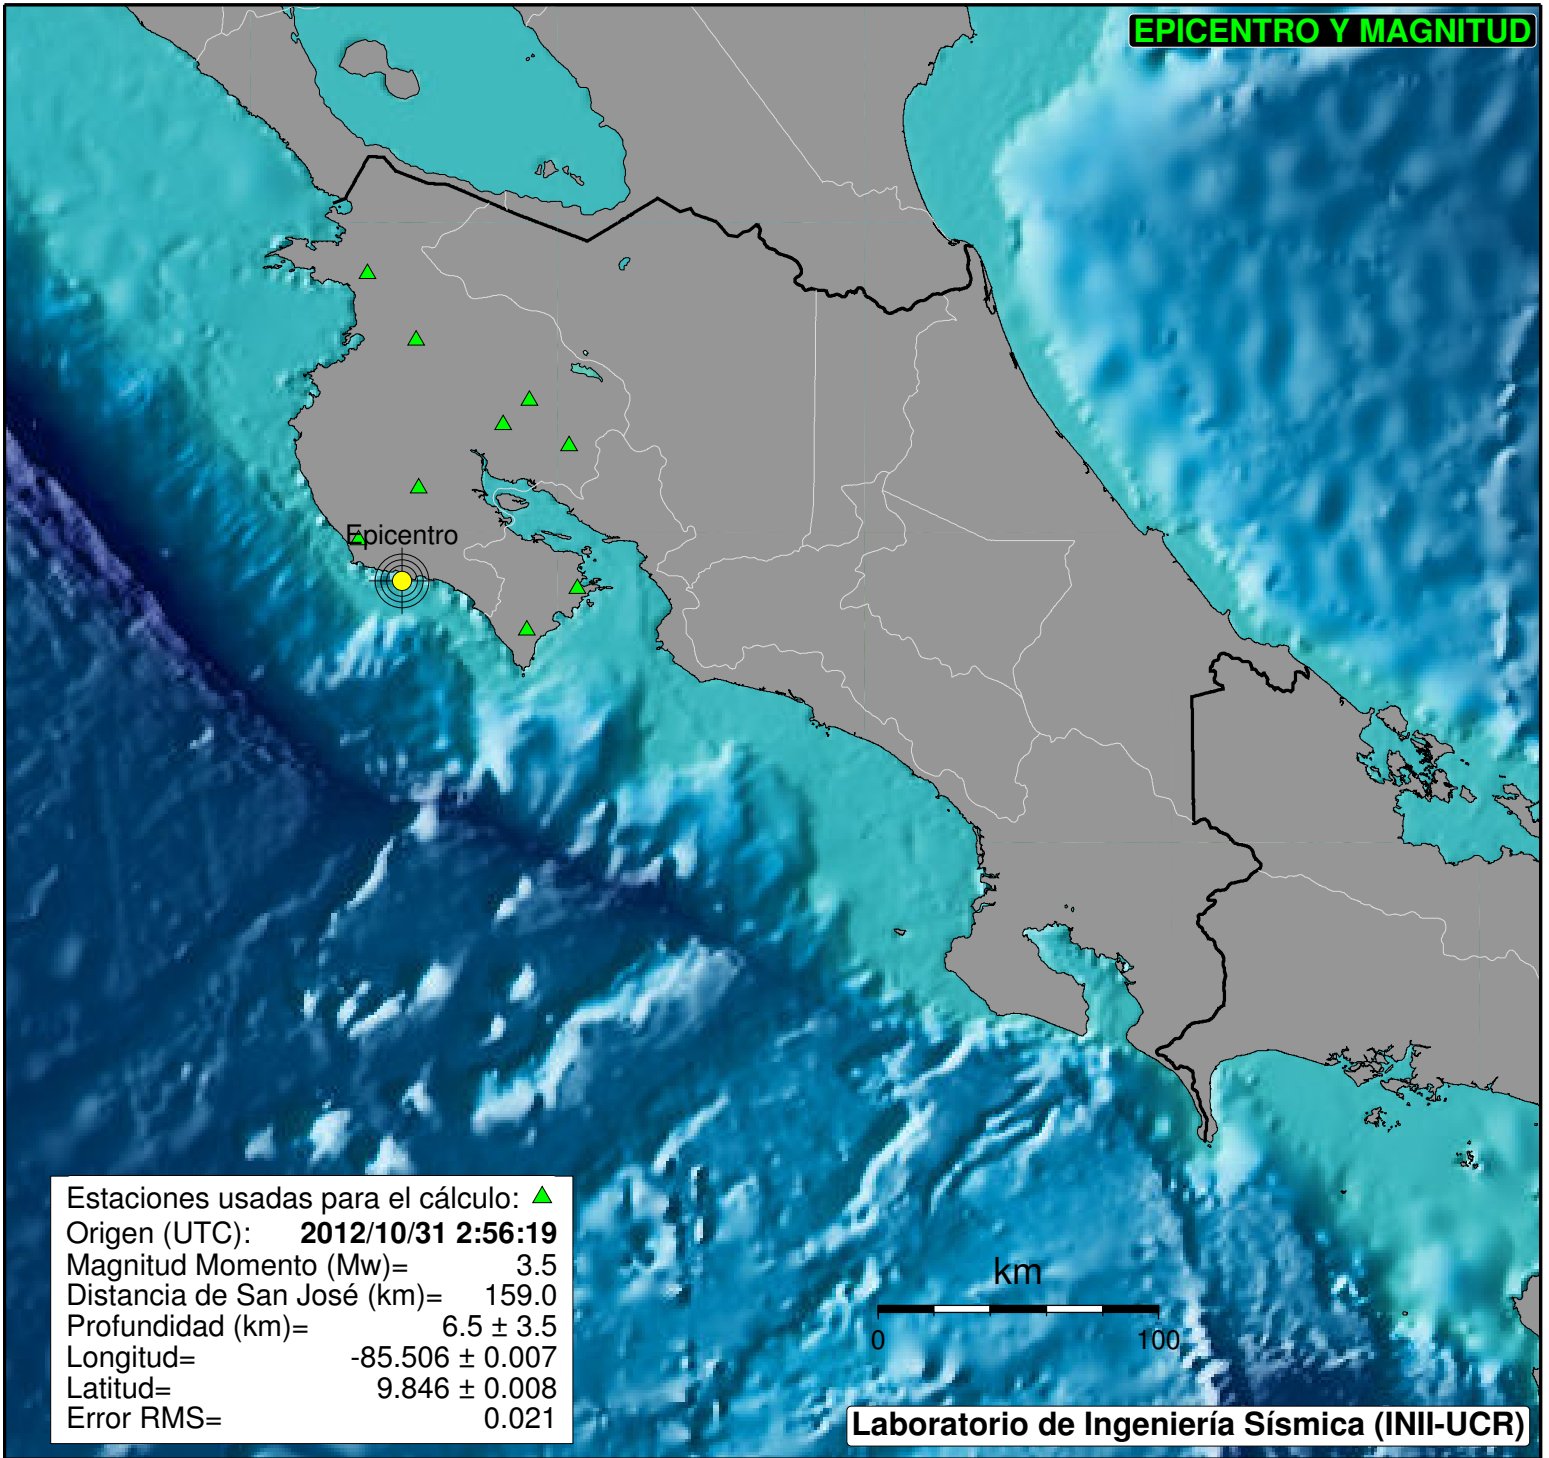 EPICENTRO Y MAGNITUD
Epicentro
Estaciones usadas para el cálculo:
Origen (UTC): 2012/10/31 2:56:19
Magnitud Momento (Mw)= 3.5
Distancia de San José (km)= 159.0
Profundidad (km)= 6.5 ± 3.5
Longitud= -85.506 ± 0.007
Latitud= 9.846 ± 0.008
Error RMS= 0.021
km
0 100
Laboratorio de Ingeniería Sísmica (INII-UCR)